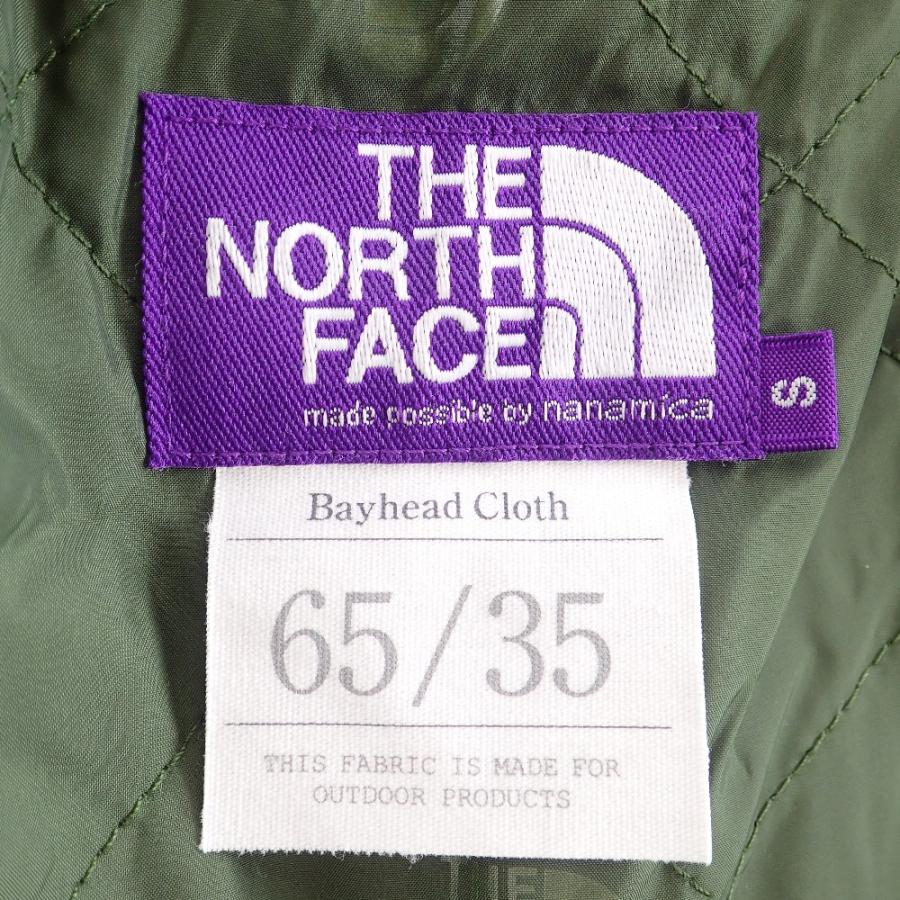 THE
NORTH
FACE
made possible by nanamica
S
Bayhead Cloth
65/35
THIS FABRIC IS MADE FOR
OUTDOOR PRODUCTS